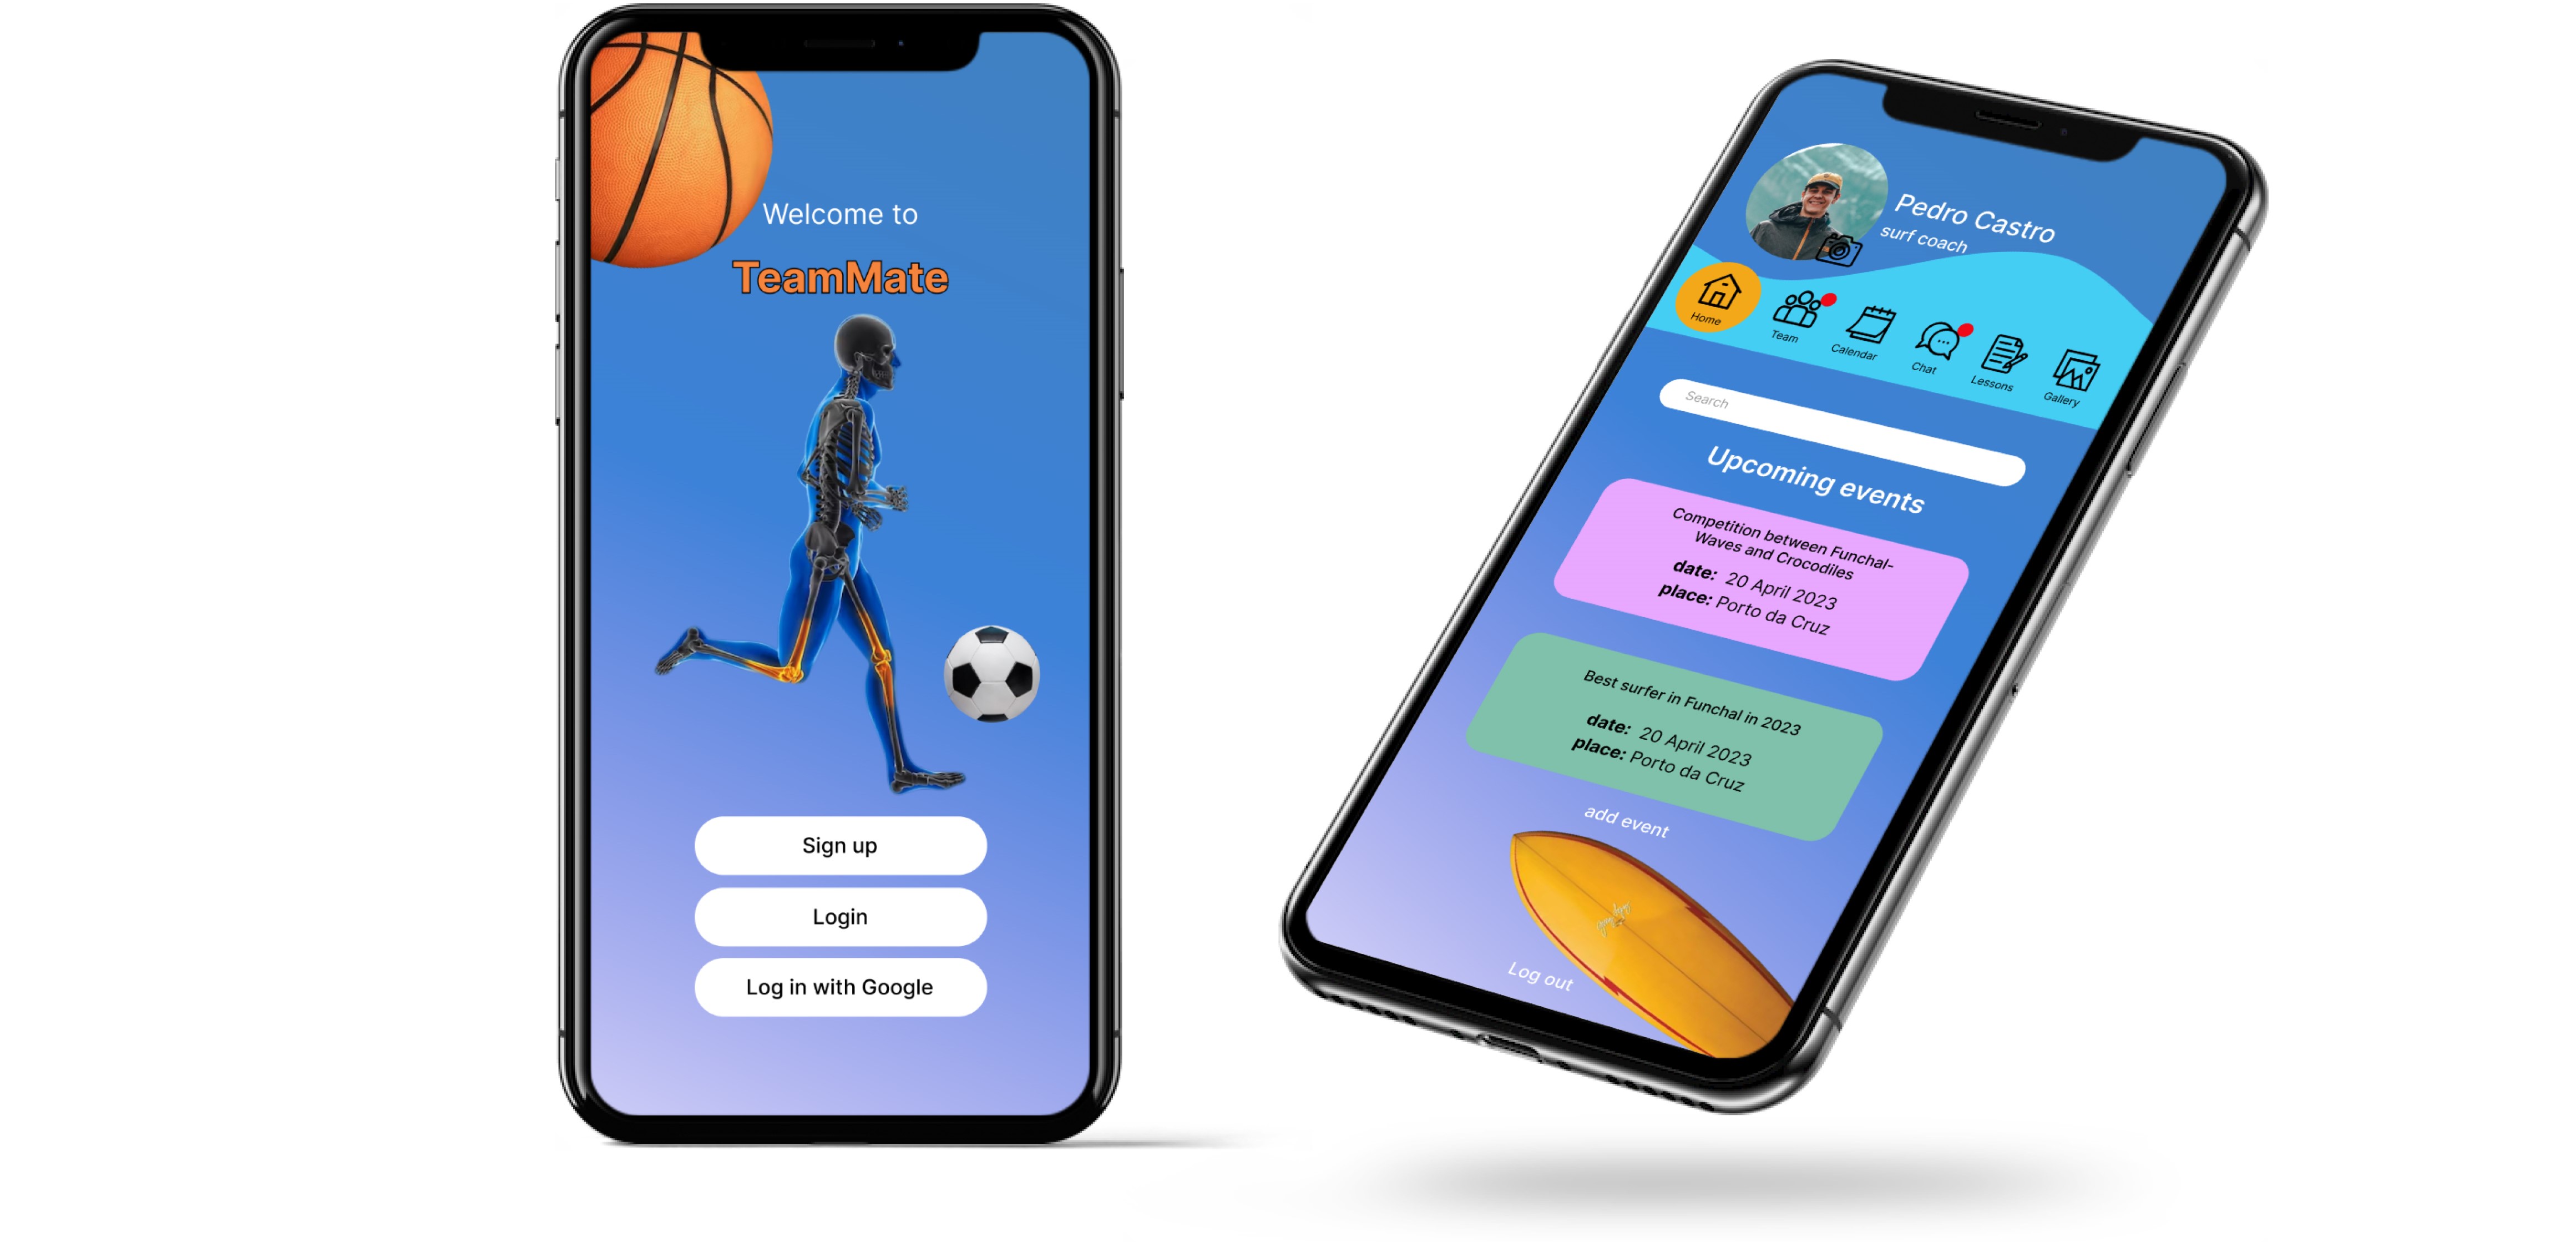 Welcome to
TeamMate
Sign up
Login
Log in with Google
Pedro Castro
surf coach
Home
Team
Calendar
Chat
Lessons
Gallery
Search
Upcoming events
Competition between Funchal-
Waves and Crocodiles
date: 20 April 2023
place: Porto da Cruz
Best surfer in Funchal in 2023
date: 20 April 2023
place: Porto da Cruz
add event
Log out